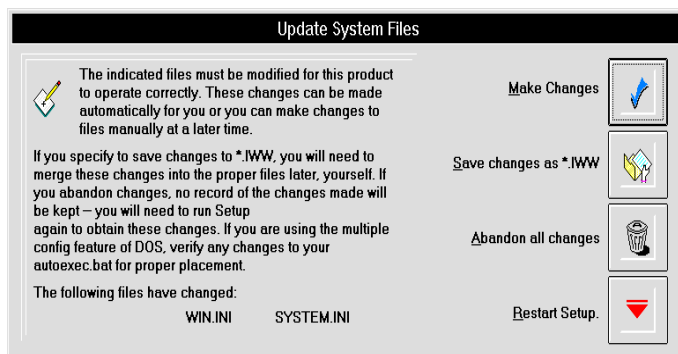 Update System Files
The indicated files must be modified for this product
to operate correctly. These changes can be made
automatically for you or you can make changes to
files manually at a later time.
If you specify to save changes to *.IWW, you will need to
merge these changes into the proper files later, yourself. If
you abandon changes, no record of the changes made will
be kept – you will need to run Setup
again to obtain these changes. If you are using the multiple
config feature of DOS, verify any changes to your
autoexec.bat for proper placement.
The following files have changed:
WIN.INI SYSTEM.INI
Make Changes
Save changes as *.IWW
Abandon all changes
Restart Setup.